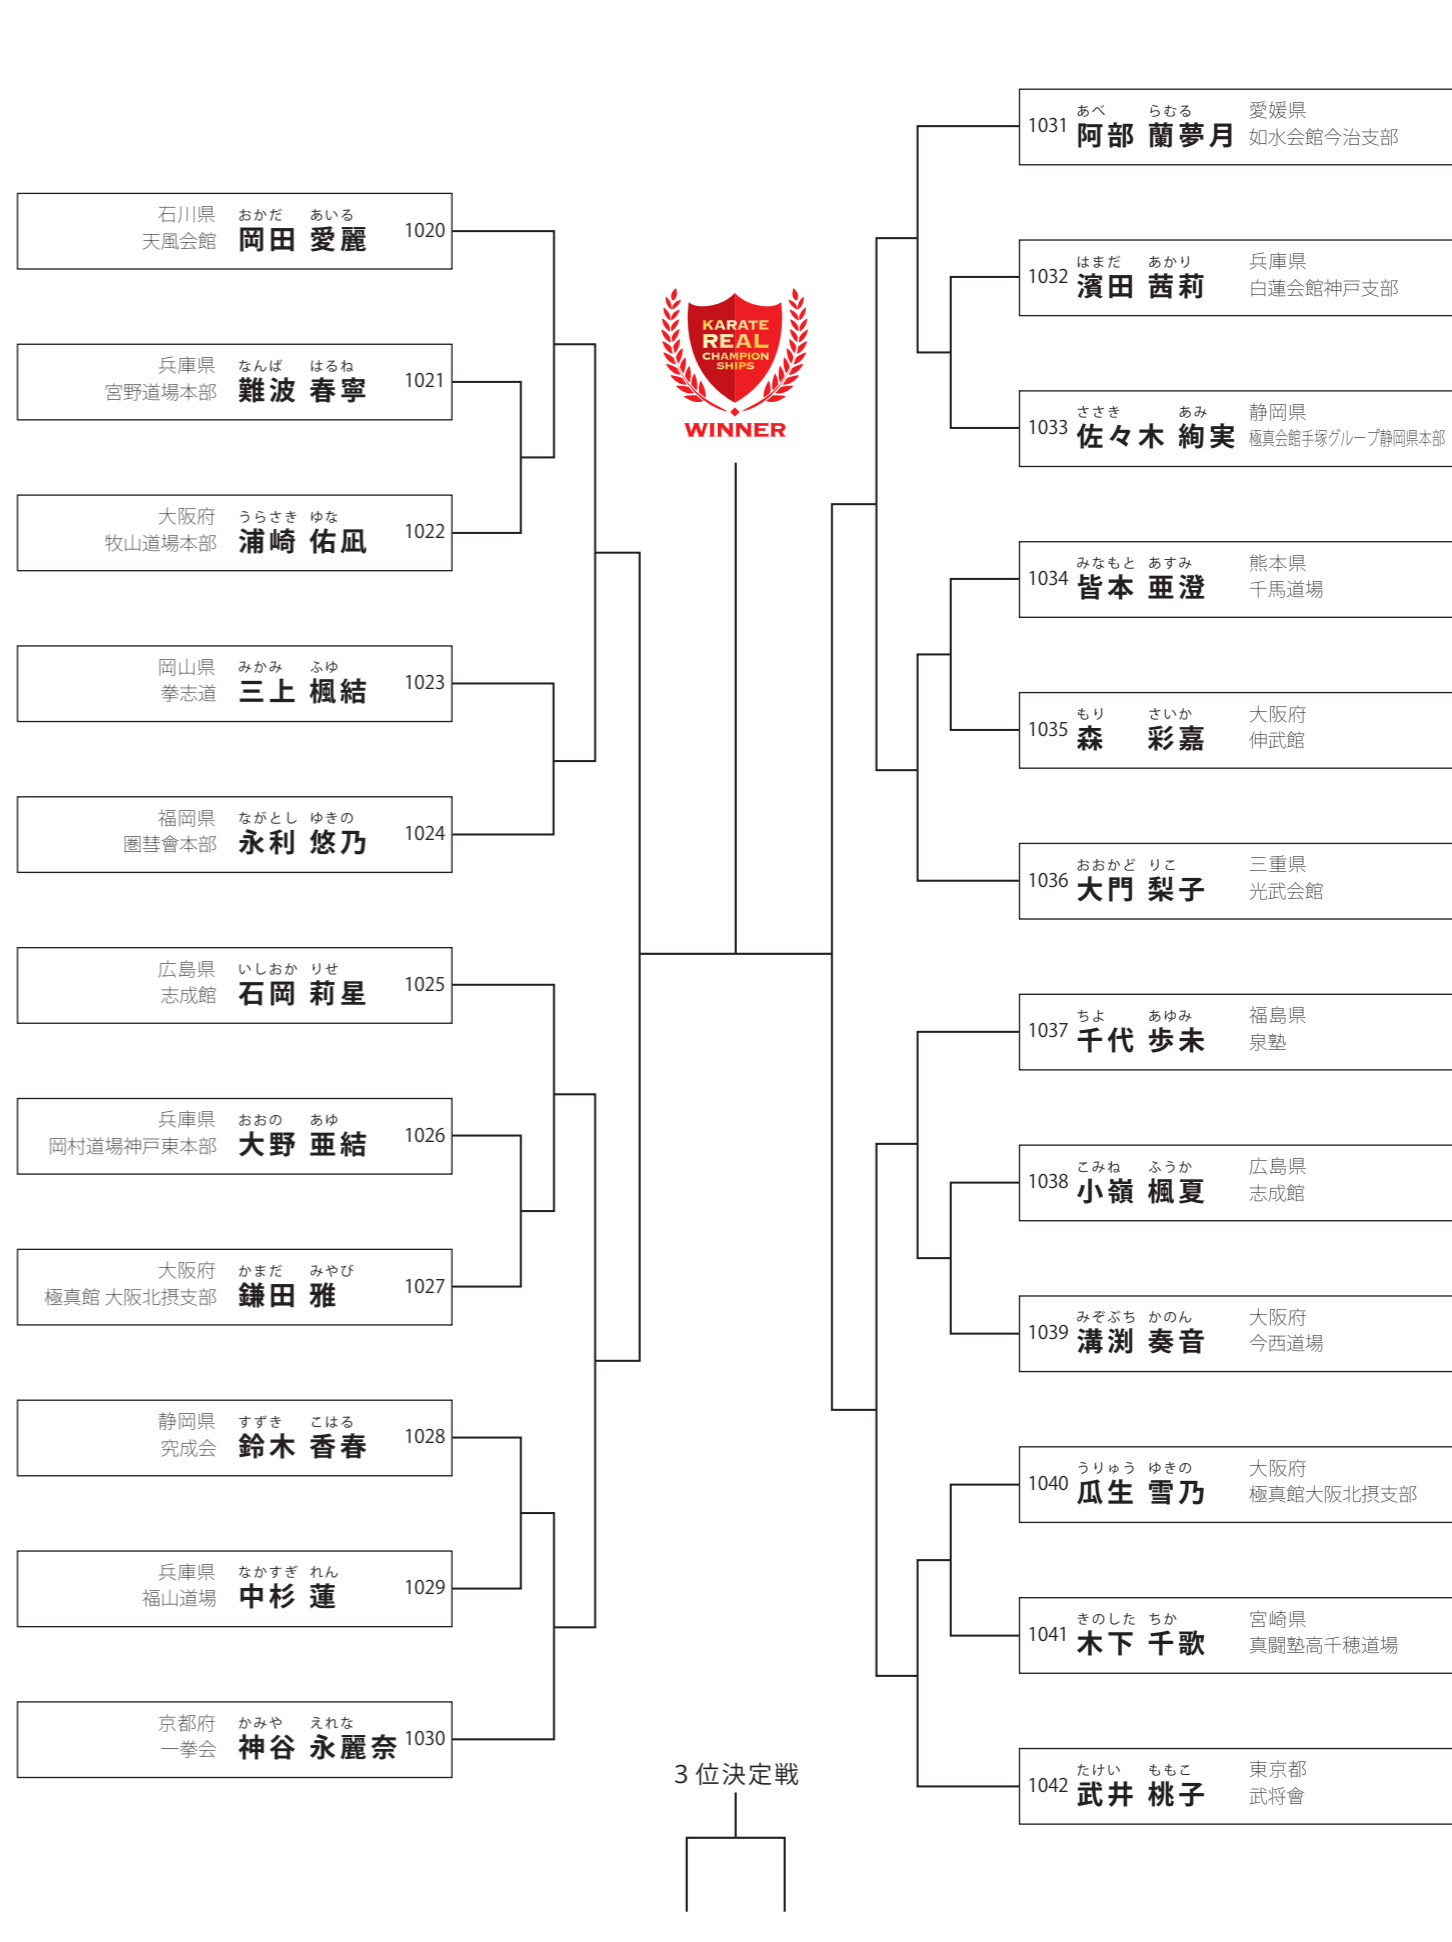 石川県
天風会館
おかだ あいる
岡田 愛麗
1020
兵庫県
宮野道場本部
なんば はるね
難波 春寧
1021
大阪府
牧山道場本部
うらさき ゆな
浦崎 佑凪
1022
岡山県
拳志道
みかみ ふゆ
三上 楓結
1023
福岡県
圏彗會本部
ながとし ゆきの
永利 悠乃
1024
広島県
志成館
いしおか りせ
石岡 莉星
1025
兵庫県
岡村道場神戸東本部
おおの あゆ
大野 亜結
1026
大阪府
極真館 大阪北摂支部
かまだ みやび
鎌田 雅
1027
静岡県
究成会
すずき こはる
鈴木 香春
1028
兵庫県
福山道場
なかすぎ れん
中杉 蓮
1029
京都府
一拳会
かみや えれな
神谷 永麗奈
1030
KARATE
REAL
CHAMPION
SHIPS
WINNER
3位決定戦
1031
あべ らむる
阿部 蘭夢月
愛媛県
如水会館今治支部
1032
はまだ あかり
濱田 茜莉
兵庫県
白蓮会館神戸支部
1033
ささき あみ
佐々木 絢実
静岡県
極真会館手塚グループ静岡県本部
1034
みなもと あすみ
皆本 亜澄
熊本県
千馬道場
1035
もり さいか
森 彩嘉
大阪府
伸武館
1036
おおかど りこ
大門 梨子
三重県
光武会館
1037
ちよ あゆみ
千代 歩未
福島県
泉塾
1038
こみね ふうか
小嶺 楓夏
広島県
志成館
1039
みぞぶち かのん
溝渕 奏音
大阪府
今西道場
1040
うりゅう ゆきの
瓜生 雪乃
大阪府
極真館大阪北摂支部
1041
きのした ちか
木下 千歌
宮崎県
真闘塾高千穂道場
1042
たけい ももこ
武井 桃子
東京都
武将會